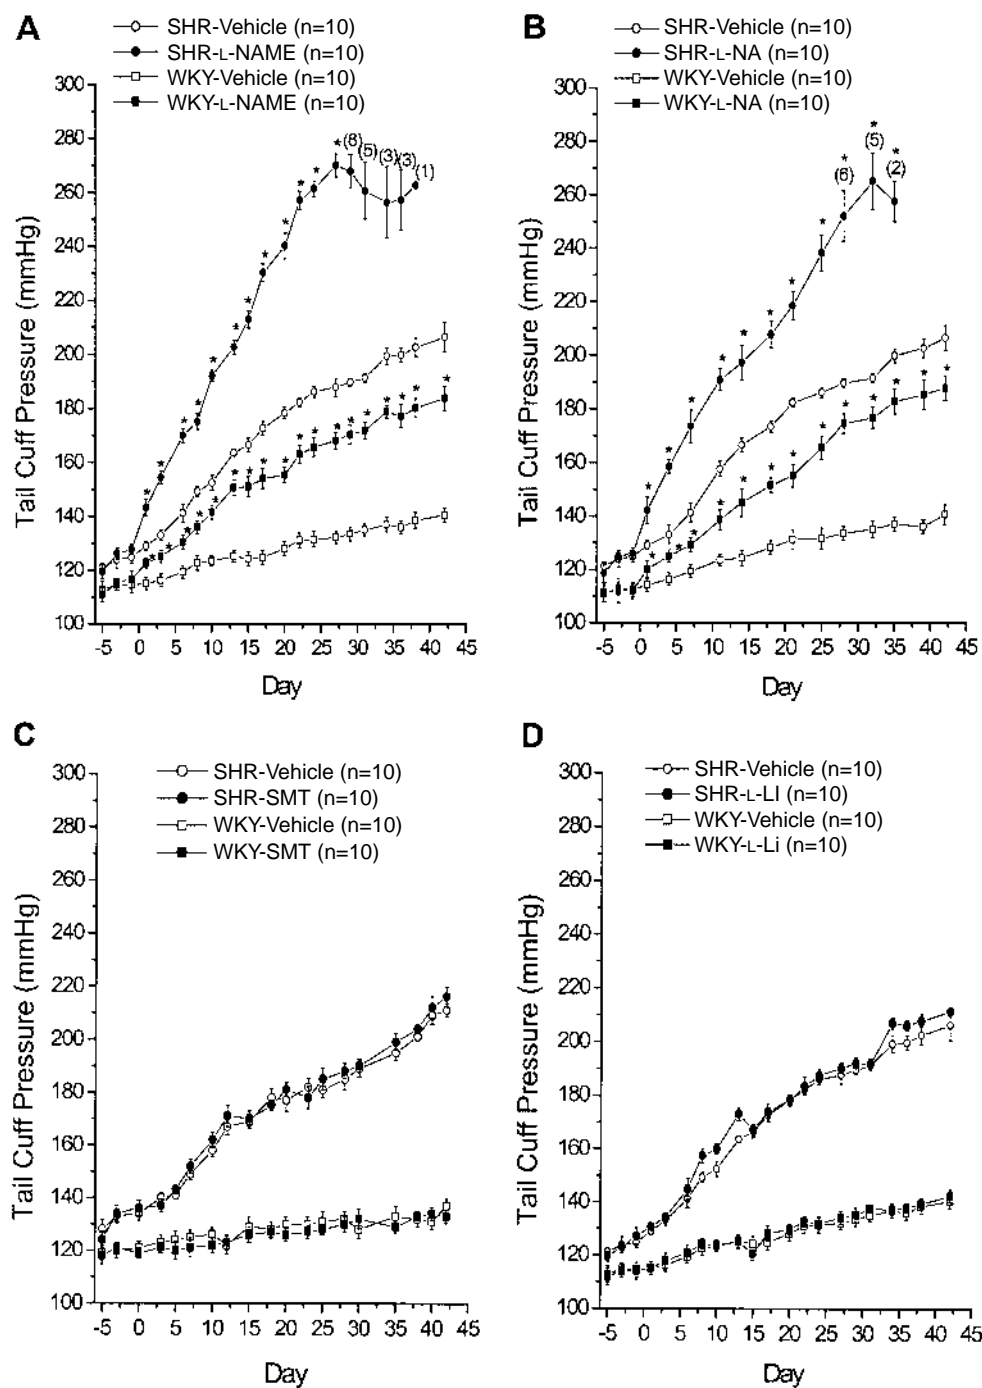 A
SHR-Vehicle (n=10)
SHR-L-NAME (n=10)
WKY-Vehicle (n=10)
WKY-L-NAME (n=10)
300
280
260
240
220
200
180
160
140
120
100
Tail Cuff Pressure (mmHg)
* * * * * * * * * * * * *
(6) (5) (3) (3) (1)
* * * * * * * * * * * * * * * * * *
-5 0 5 10 15 20 25 30 35 40 45
Day
B
SHR-Vehicle (n=10)
SHR-L-NA (n=10)
WKY-Vehicle (n=10)
WKY-L-NA (n=10)
300
280
260
240
220
200
180
160
140
120
100
Tail Cuff Pressure (mmHg)
* * * * * * * * * * *
(6) (5) (2)
* * * * * * * * * * * * *
-5 0 5 10 15 20 25 30 35 40 45
Day
C
SHR-Vehicle (n=10)
SHR-SMT (n=10)
WKY-Vehicle (n=10)
WKY-SMT (n=10)
300
280
260
240
220
200
180
160
140
120
100
Tail Cuff Pressure (mmHg)
-5 0 5 10 15 20 25 30 35 40 45
Day
D
SHR-Vehicle (n=10)
SHR-L-LI (n=10)
WKY-Vehicle (n=10)
WKY-L-Li (n=10)
300
280
260
240
220
200
180
160
140
120
100
Tail Cuff Pressure (mmHg)
-5 0 5 10 15 20 25 30 35 40 45
Day